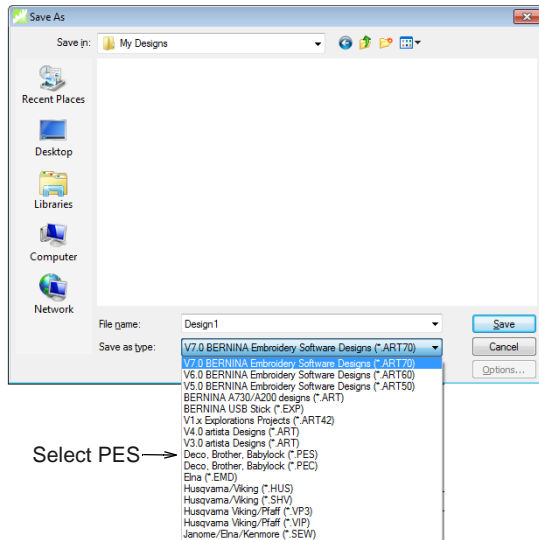 Save As
Save in:
My Designs
Recent Places
Desktop
Libraries
Computer
Network
File name:
Design1
Save
Save as type:
V7.0 BERNINA Embroidery Software Designs (*.ART70)
Cancel
Options...
V7.0 BERNINA Embroidery Software Designs (*.ART70)
V6.0 BERNINA Embroidery Software Designs (*.ART60)
V5.0 BERNINA Embroidery Software Designs (*.ART50)
BERNINA A730/A200 designs (*.ART)
BERNINA USB Stick (*.EXP)
V1.x Explorations Projects (*.ART42)
V4.0 artista Designs (*.ART)
V3.0 artista Designs (*.ART)
Select PES
Deco, Brother, Babylock (*.PES)
Deco, Brother, Babylock (*.PEC)
Elna (*.EMD)
Husqvarna/Viking (*.HUS)
Husqvarna/Viking (*.SHV)
Husqvarna Viking/Pfaff (*.VP3)
Husqvarna Viking/Pfaff (*.VIP)
Janome/Elna/Kenmore (*.SEW)